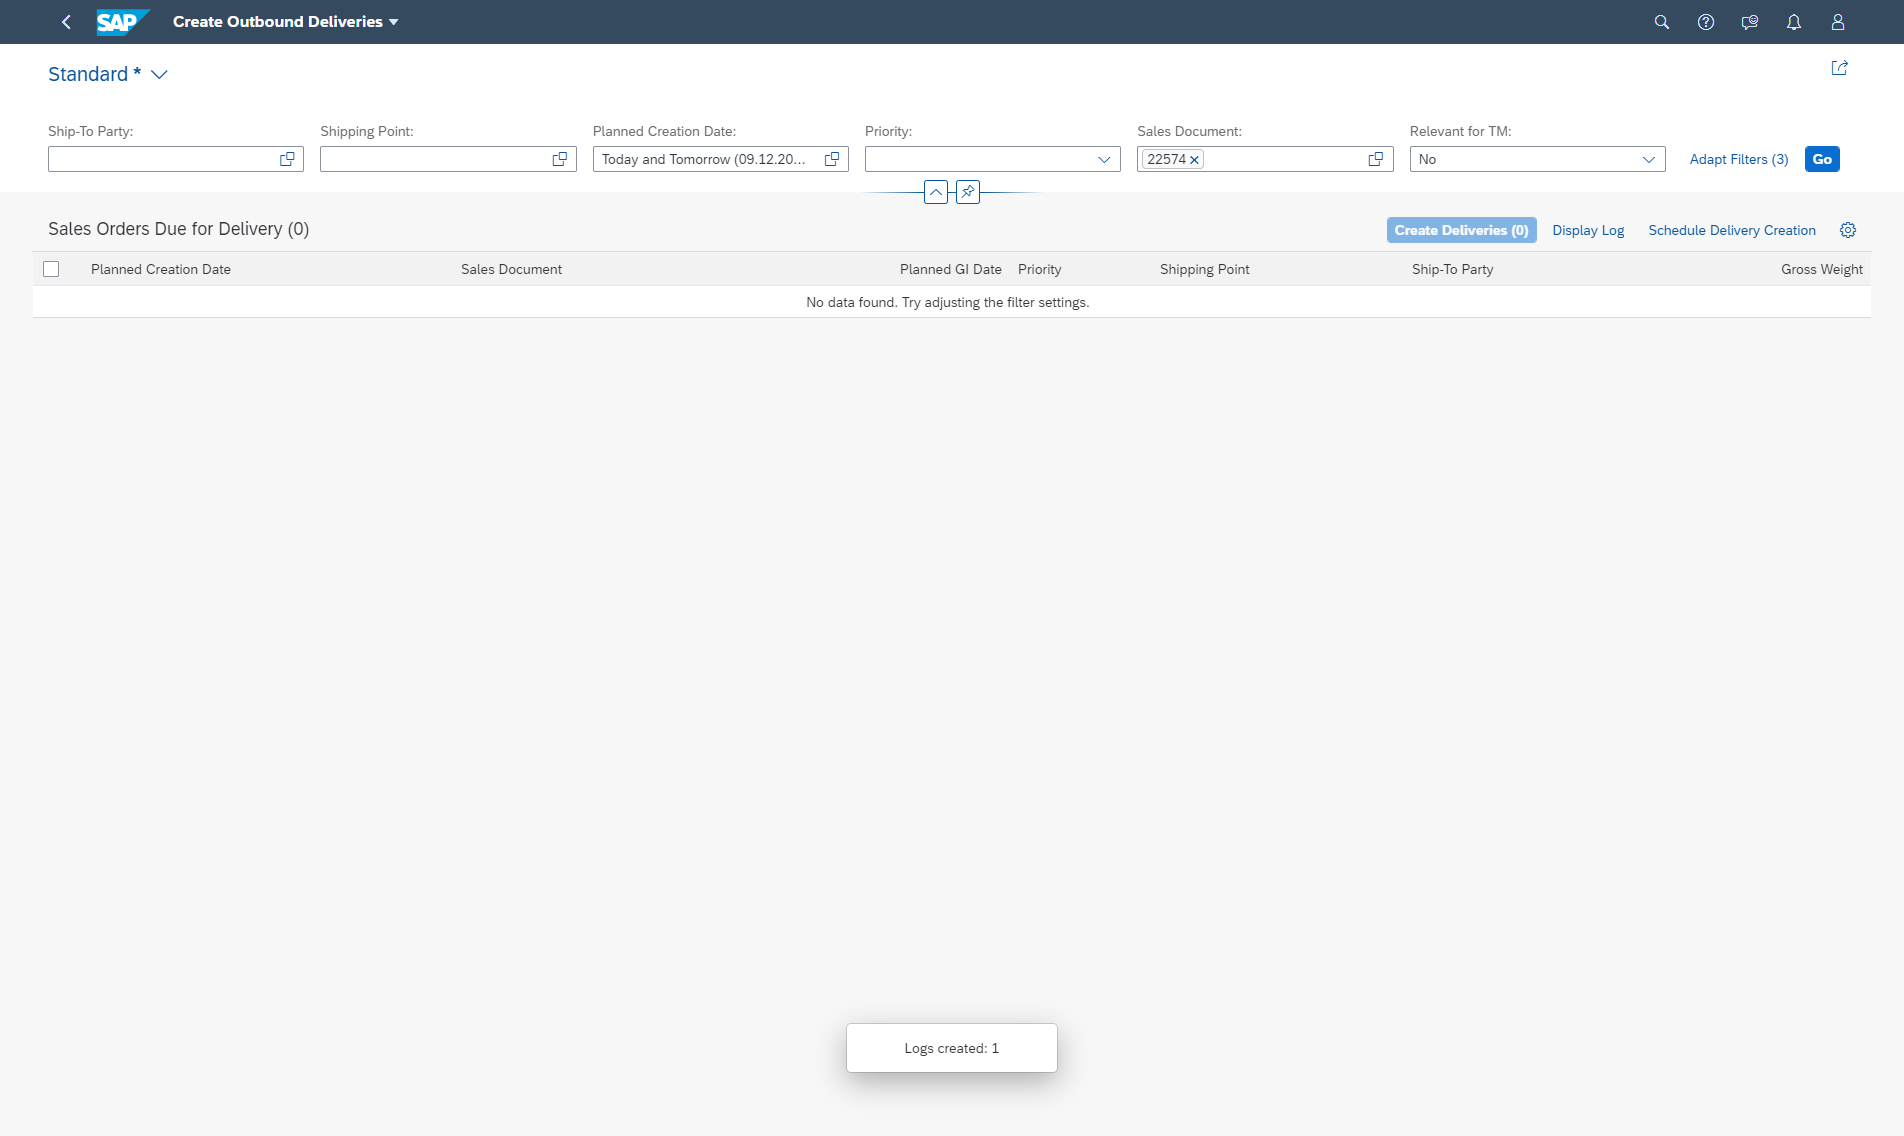 SAP Create Outbound Deliveries
Standard *
Ship-To Party: Shipping Point: Planned Creation Date: Priority: Sales Document: Relevant for TM:
Today and Tomorrow (09.12.20... 22574 No Adapt Filters (3) Go
Sales Orders Due for Delivery (0) Create Deliveries (0) Display Log Schedule Delivery Creation
Planned Creation Date Sales Document Planned GI Date Priority Shipping Point Ship-To Party Gross Weight
No data found. Try adjusting the filter settings.
Logs created: 1